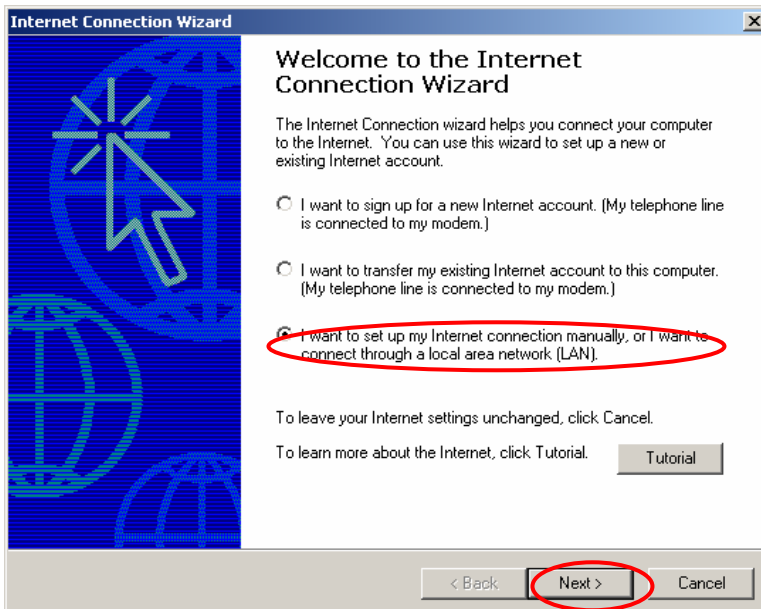 Internet Connection Wizard
Welcome to the Internet
Connection Wizard
The Internet Connection wizard helps you connect your computer
to the Internet.  You can use this wizard to set up a new or
existing Internet account.
I want to sign up for a new Internet account. (My telephone line
is connected to my modem.)
I want to transfer my existing Internet account to this computer.
(My telephone line is connected to my modem.)
I want to set up my Internet connection manually, or I want to
connect through a local area network (LAN).
To leave your Internet settings unchanged, click Cancel.
To learn more about the Internet, click Tutorial.
Tutorial
< Back
Next >
Cancel